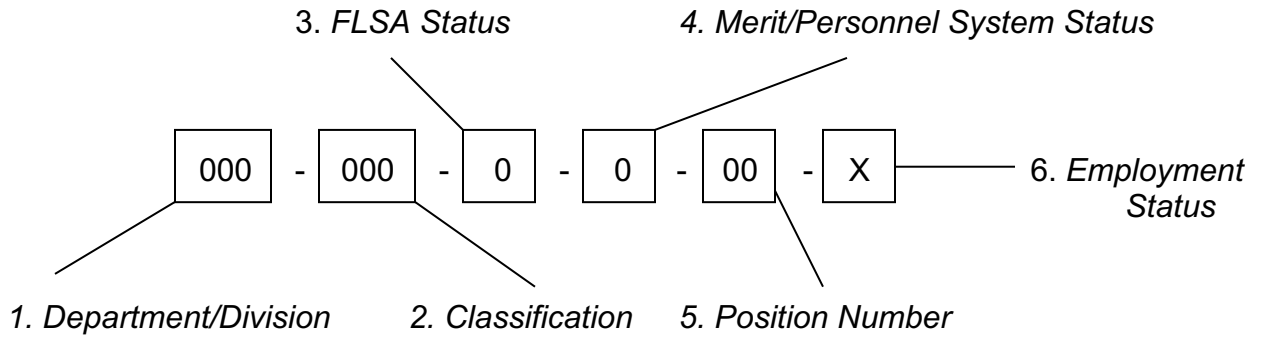 3. FLSA Status 4. Merit/Personnel System Status
000 - 000 - 0 - 0 - 00 - X
6. Employment
Status
1. Department/Division 2. Classification 5. Position Number